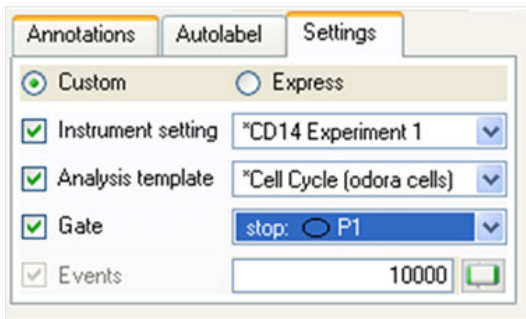 Annotations Autolabel Settings
Custom Express
Instrument setting *CD14 Experiment 1
Analysis template *Cell Cycle (odora cells)
Gate stop: P1
Events 10000